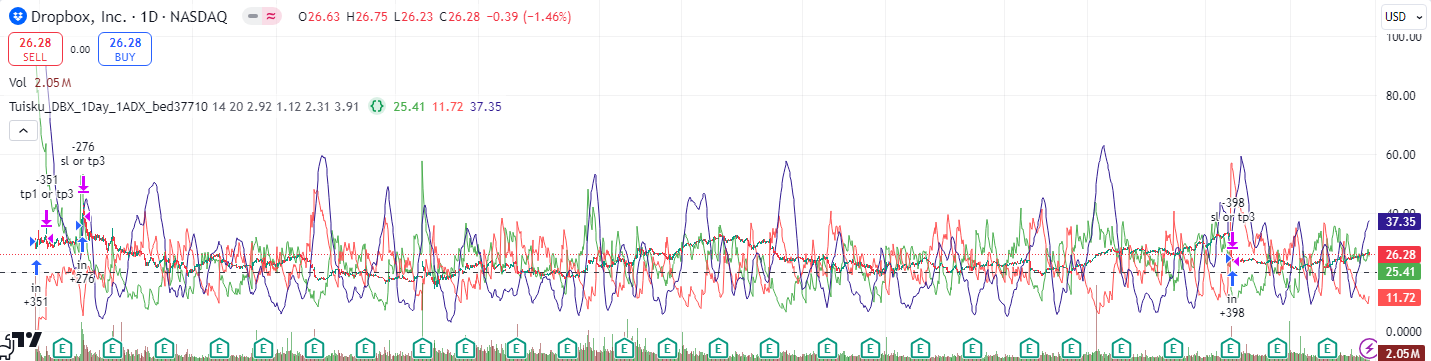 Dropbox, Inc. · 1D · NASDAQ O26.63 H26.75 L26.23 C26.28 −0.39 (−1.46%)
USD
26.28
SELL
0.00
26.28
BUY
Vol 2.05 M
Tuisku_DBX_1Day_1ADX_bed37710 14 20 2.92 1.12 2.31 3.91 {} 25.41 11.72 37.35
100.00
80.00
60.00
40.00
37.35
26.28
25.41
11.72
0.0000
2.05 M
-276
sl or tp3
-351
tp1 or tp3
in
+276
in
+351
-398
sl or tp3
in
+398
E E E E E E E E E E E E E E E E E E E E E E E E E E